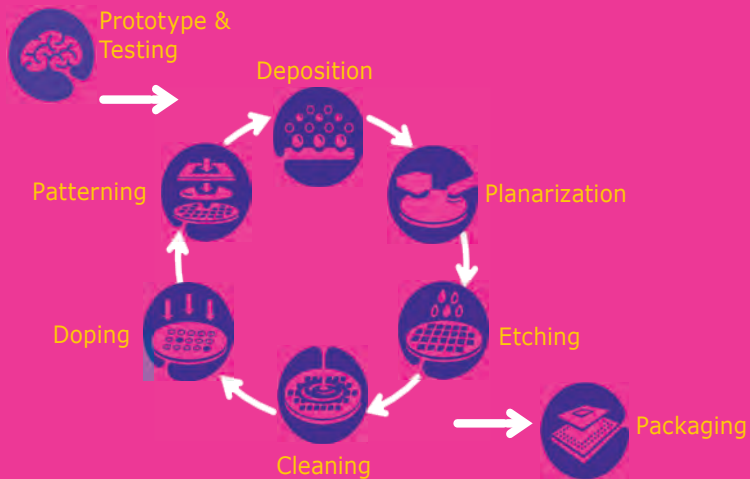 Prototype &
Testing
Deposition
Patterning
Planarization
Doping
Etching
Cleaning
Packaging